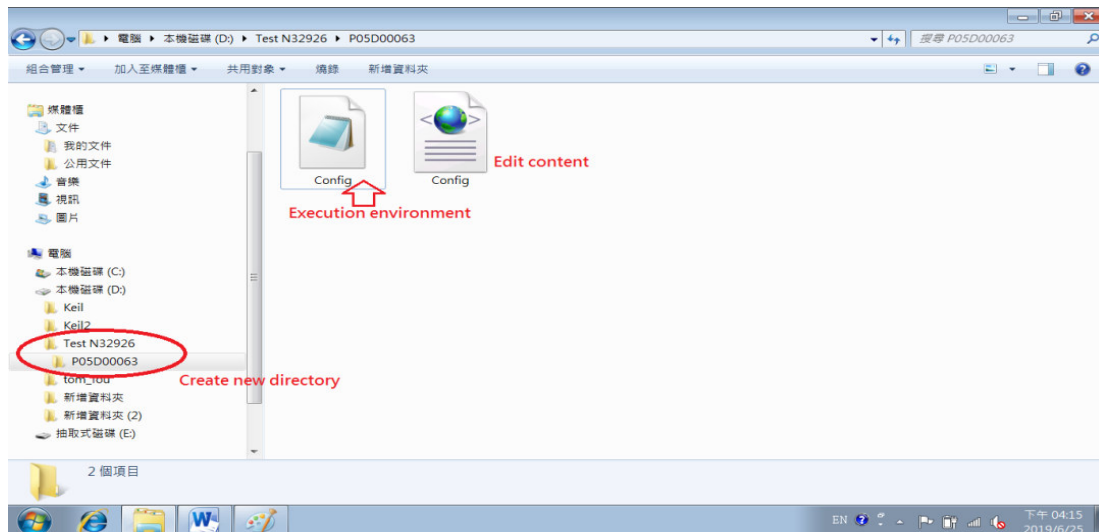 電腦 ▸ 本機磁碟 (D:) ▸ Test N32926 ▸ P05D00063
搜尋 P05D00063
組合管理 加入至媒體櫃 共用對象 燒錄 新增資料夾
媒體櫃
文件
我的文件
公用文件
音樂
視訊
圖片
電腦
本機磁碟 (C:)
本機磁碟 (D:)
Keil
Keil2
Test N32926
P05D00063
tom_fou
新增資料夾
新增資料夾 (2)
抽取式磁碟 (E:)
Create new directory
Config
Config
Edit content
Execution environment
2 個項目
EN
下午 04:15
2019/6/25